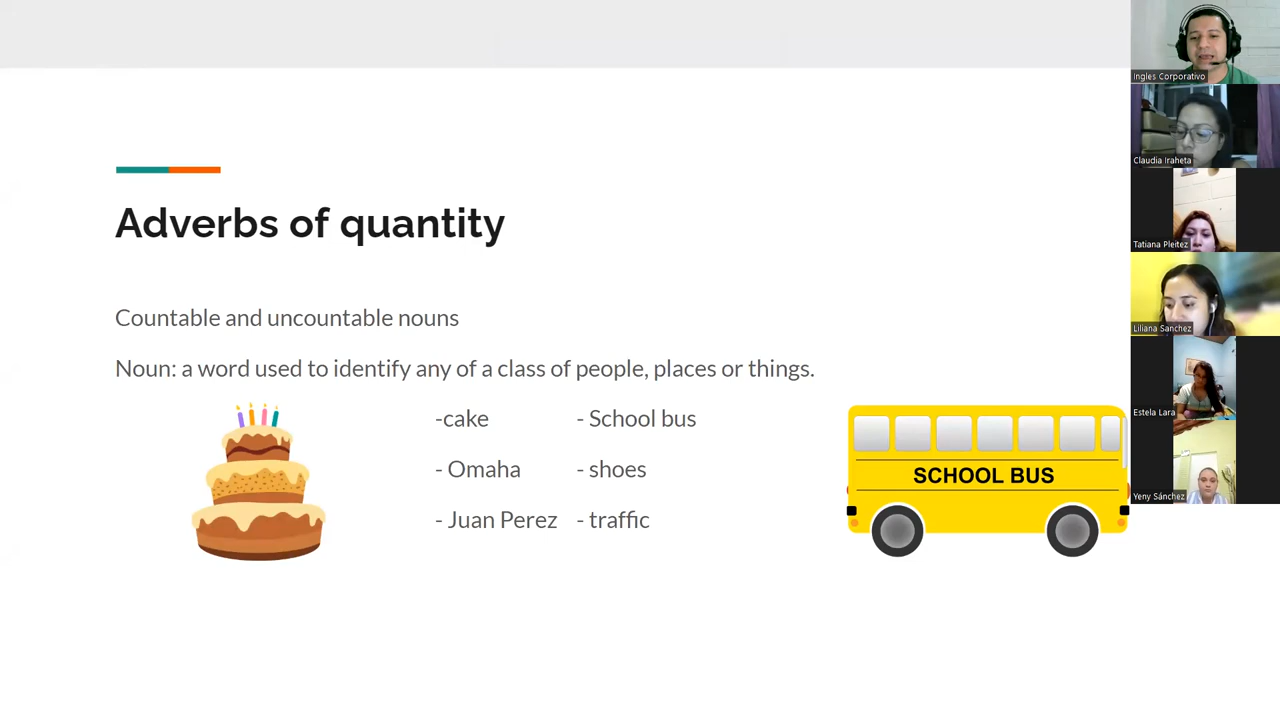 Adverbs of quantity
Countable and uncountable nouns
Noun: a word used to identify any of a class of people, places or things.
-cake - School bus
- Omaha - shoes
- Juan Perez - traffic
SCHOOL BUS
Ingles Corporativo
Claudia Iraheta
Tatiana Pleitez
Liliana Sanchez
Estela Lara
Yeny Sánchez